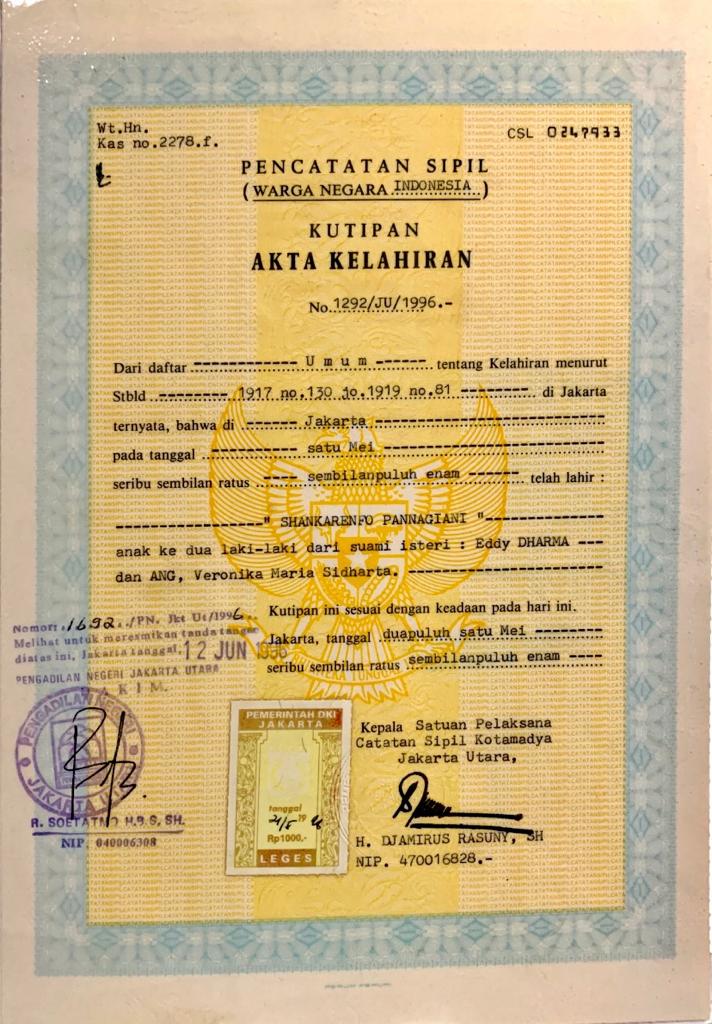 Wt.Hn.
Kas no.2278.f.
CSL 0247933
PENCATATAN SIPIL
(WARGA NEGARA INDONESIA)
KUTIPAN
AKTA KELAHIRAN
No.1292/JU/1996.-
Dari daftar ---------------- U m u m ------- tentang Kelahiran menurut
Stbld ---------- 1917 no.130 jo.1919 no.81 --------- di Jakarta
ternyata, bahwa di ------- Jakarta --------------------------
pada tanggal ------------ satu Mei --------------------------
seribu sembilan ratus ---- sembilanpuluh enam ------- telah lahir :
-----------------" SHANKARENFO PANNAGIANI "-----------------
anak ke dua laki-laki dari suami isteri : Eddy DHARMA ---
dan ANG, Veronika Maria Sidharta. --------------------
Kutipan ini sesuai dengan keadaan pada hari ini.
Jakarta, tanggal duapuluh satu Mei --------
seribu sembilan ratus sembilanpuluh enam -----
Nomor: 1692 /PN. Jkt Ut/1996
Melihat untuk meresmikan tanda tangan
diatas ini, Jakarta tanggal, 12 JUN 1996
PENGADILAN NEGERI JAKARTA UTARA
HAKIM.
PENGADILAN NEGERI
JAKARTA UTARA
R. SOETATMO H.B.S, SH.
NIP. 040006308
PEMERINTAH DKI
JAKARTA
tanggal
21/5 1996
Rp1000,-
LEGES
Kepala Satuan Pelaksana
Catatan Sipil Kotamadya
Jakarta Utara,
H. DJAMIRUS RASUNY, SH
NIP. 470016828.-